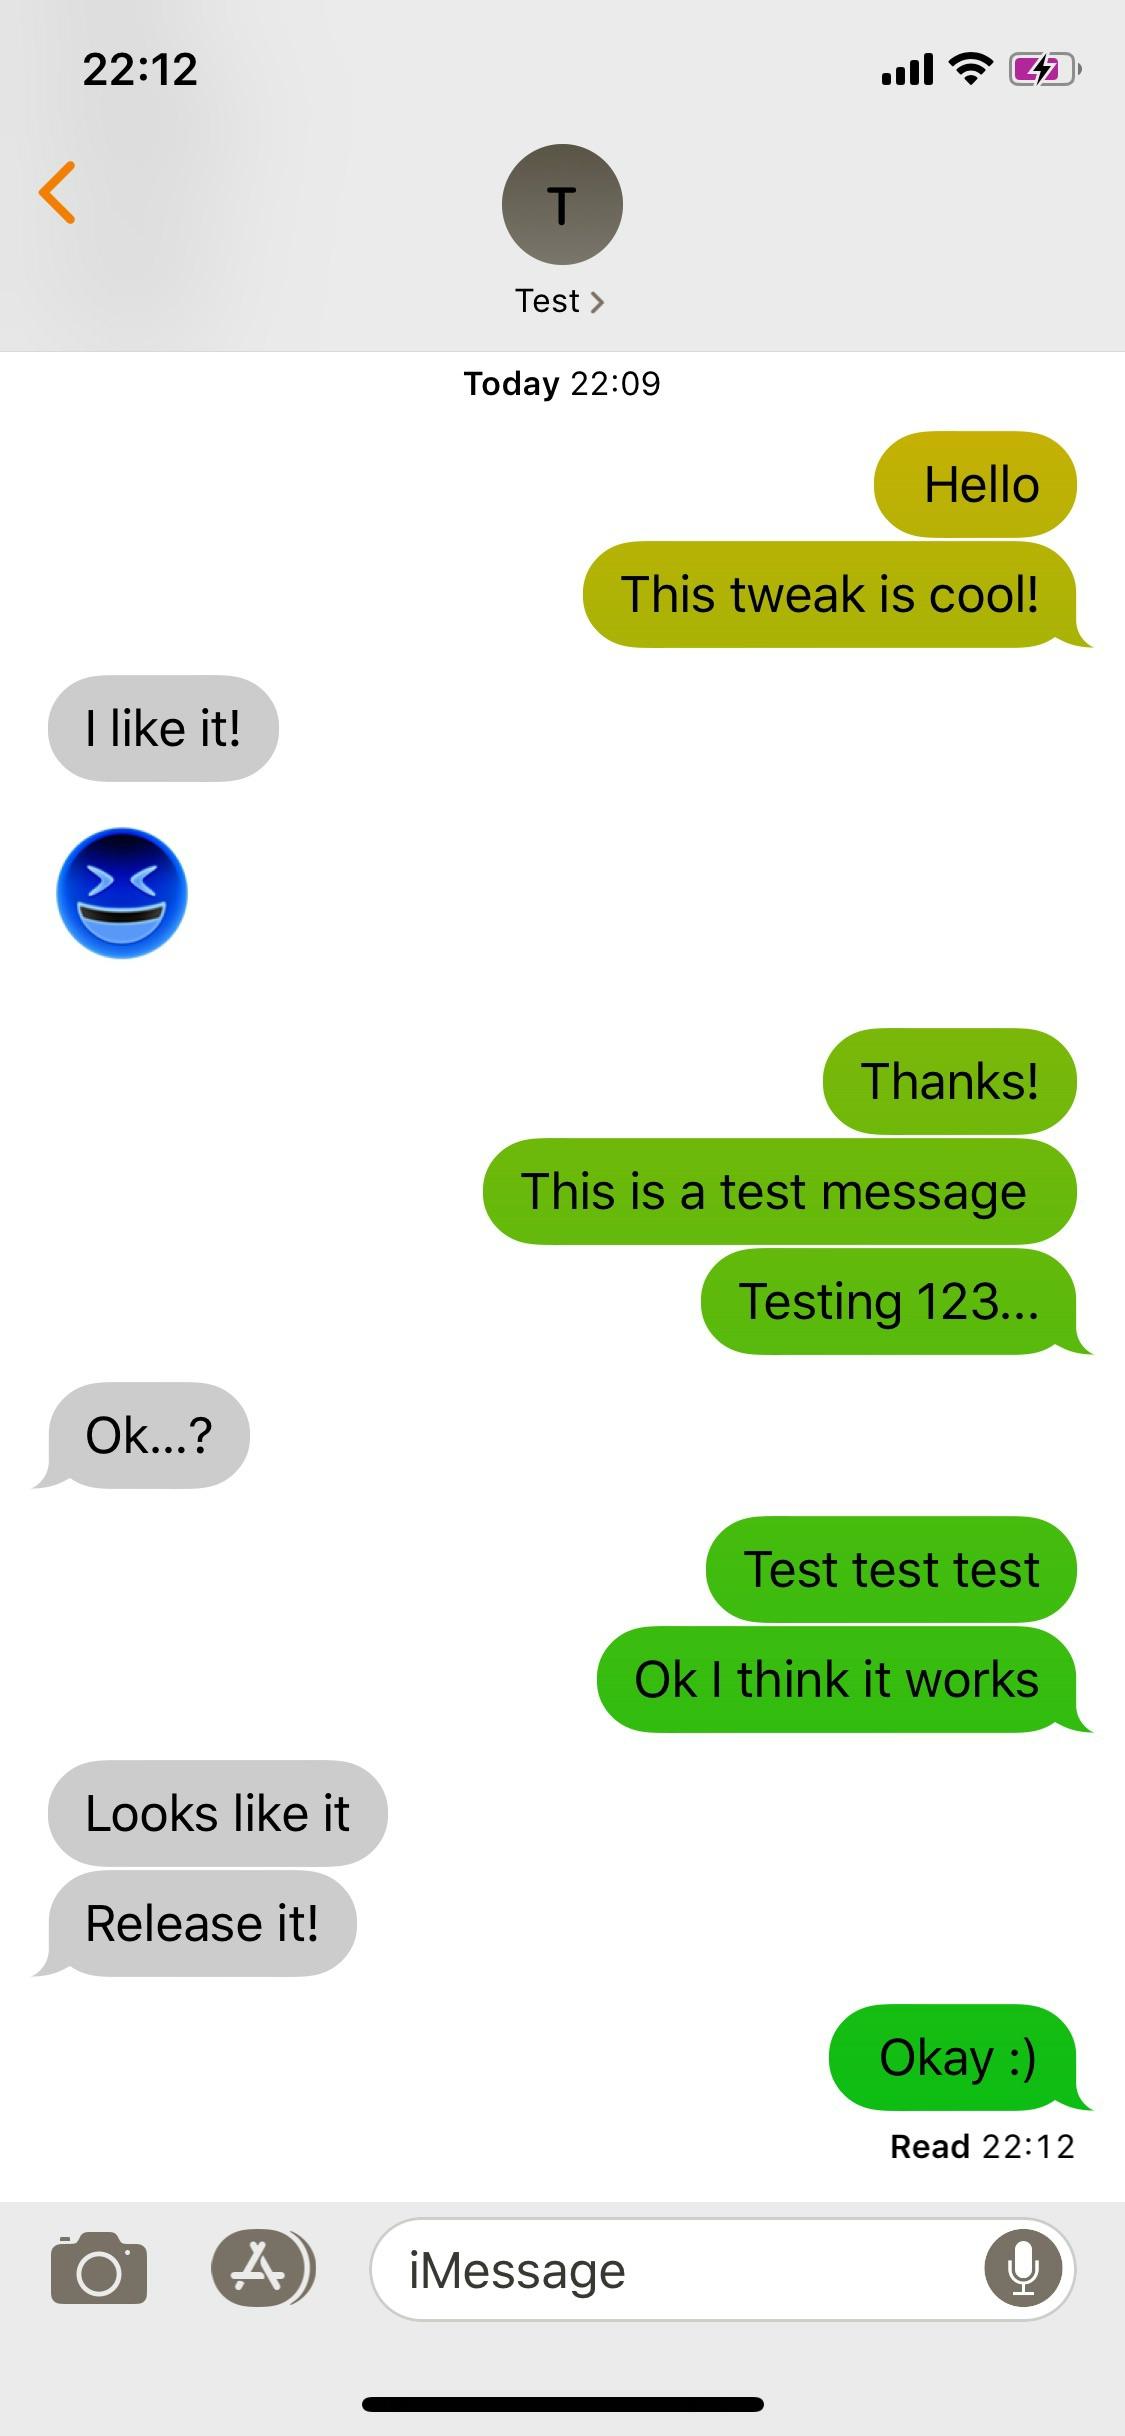 22:12
T
Test
Today 22:09
Hello
This tweak is cool!
I like it!
Thanks!
This is a test message
Testing 123...
Ok...?
Test test test
Ok I think it works
Looks like it
Release it!
Okay :)
Read 22:12
iMessage